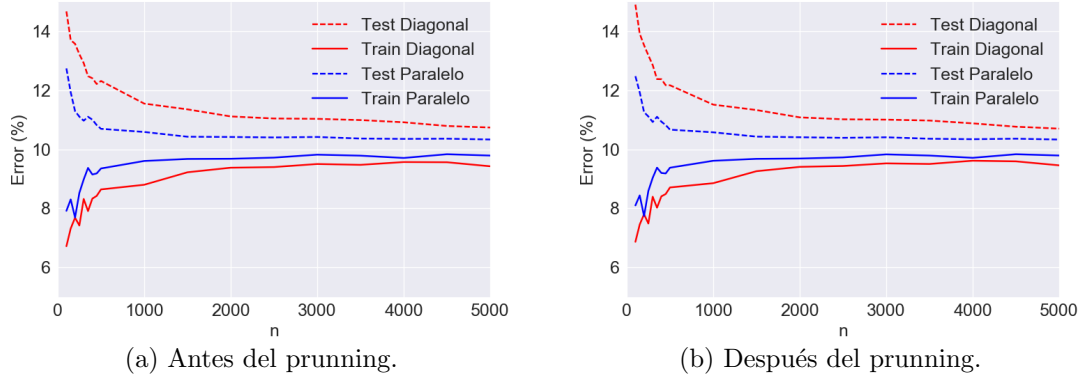 14
12
10
8
6
Error (%)
0
1000
2000
3000
4000
5000
n
Test Diagonal
Train Diagonal
Test Paralelo
Train Paralelo
(a) Antes del prunning.
14
12
10
8
6
Error (%)
0
1000
2000
3000
4000
5000
n
Test Diagonal
Train Diagonal
Test Paralelo
Train Paralelo
(b) Después del prunning.